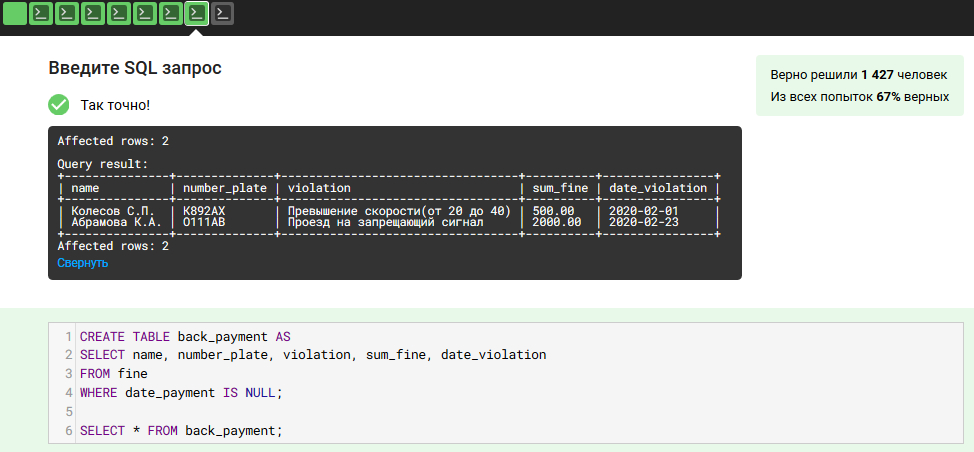 Введите SQL запрос
Верно решили 1 427 человек
Из всех попыток 67% верных
Так точно!
Affected rows: 2
Query result:
+---------------+--------------+---------------------------------+----------+----------------+
| name          | number_plate | violation                       | sum_fine | date_violation |
+---------------+--------------+---------------------------------+----------+----------------+
| Колесов С.П.  | К892АХ       | Превышение скорости(от 20 до 40) | 500.00   | 2020-02-01     |
| Абрамова К.А. | О111АВ       | Проезд на запрещающий сигнал    | 2000.00  | 2020-02-23     |
+---------------+--------------+---------------------------------+----------+----------------+
Affected rows: 2
Свернуть
1 CREATE TABLE back_payment AS
2 SELECT name, number_plate, violation, sum_fine, date_violation
3 FROM fine
4 WHERE date_payment IS NULL;
5
6 SELECT * FROM back_payment;